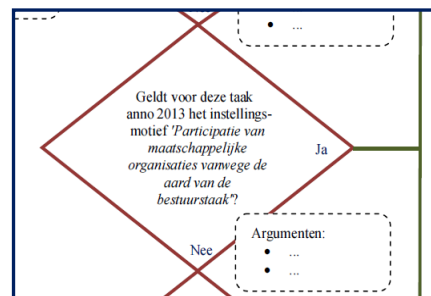 • ...
Geldt voor deze taak
anno 2013 het instellings-
motief 'Participatie van
maatschappelijke
organisaties vanwege de
aard van de
bestuurstaak'?
Ja
Nee
Argumenten:
• ...
• ...